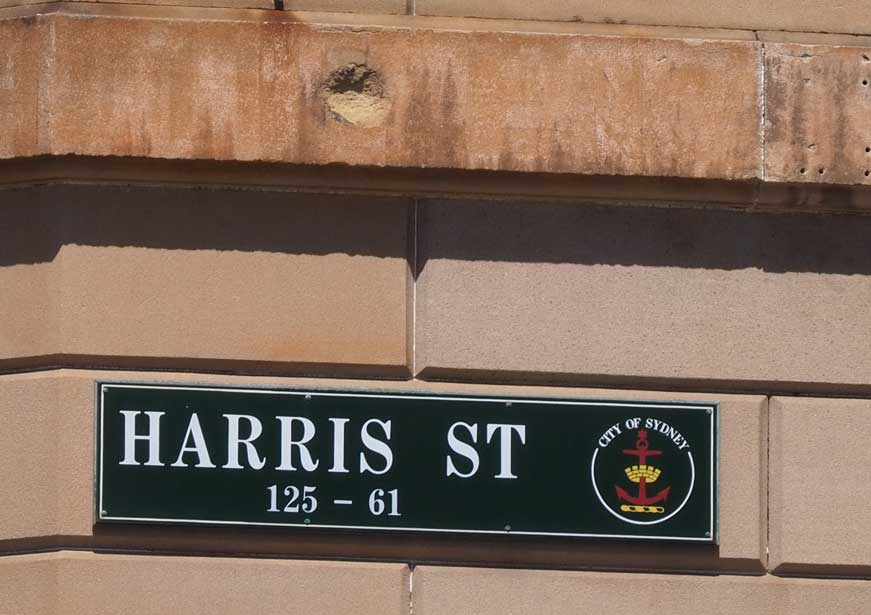 HARRIS ST
125 – 61
CITY OF SYDNEY